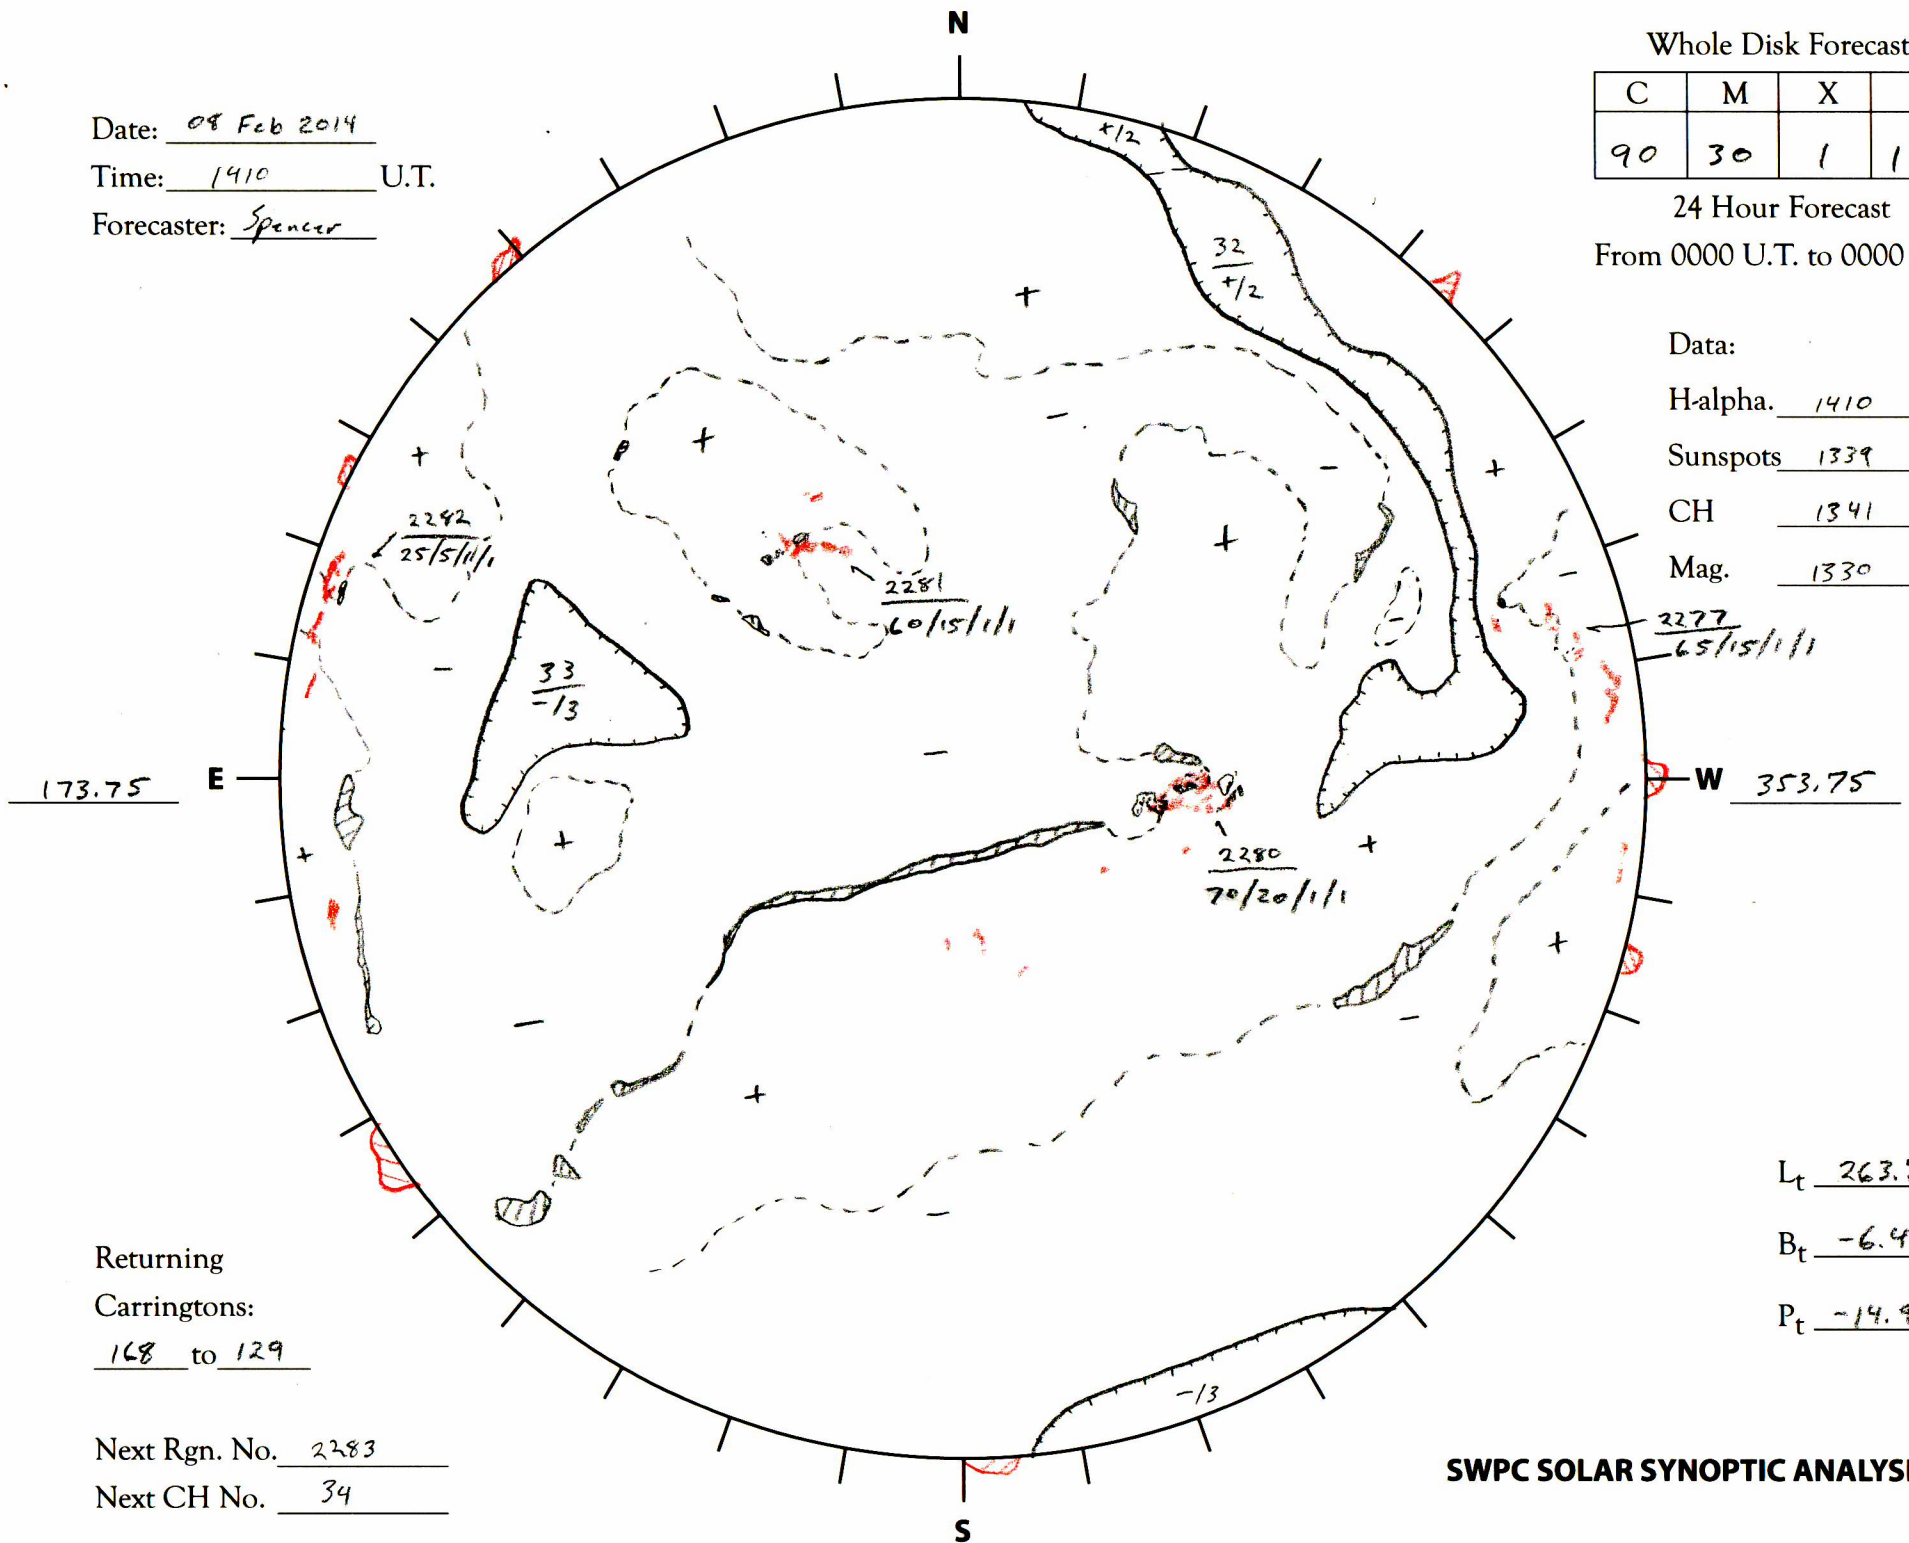 N
Whole Disk Forecast
C M X
90 30 1 1
24 Hour Forecast
From 0000 U.T. to 0000
Date: 08 Feb 2014
Time: 1410 U.T.
Forecaster: Spencer
+/2
32
+/2
+
-
+
+
-
+
+
-
-
Data:
H-alpha. 1410
Sunspots 1339
CH 1341
Mag. 1330
2282
25/5/1/1
2281
60/15/1/1
2277
65/15/1/1
-
33
-/3
-
173.75 E
W 353.75
+
+
+
2280
70/20/1/1
+
-
-
+
-
Lt 263.
Bt -6.4
Pt -14.
Returning
Carringtons:
168 to 129
-/3
Next Rgn. No. 2283
Next CH No. 34
SWPC SOLAR SYNOPTIC ANALYSI
S